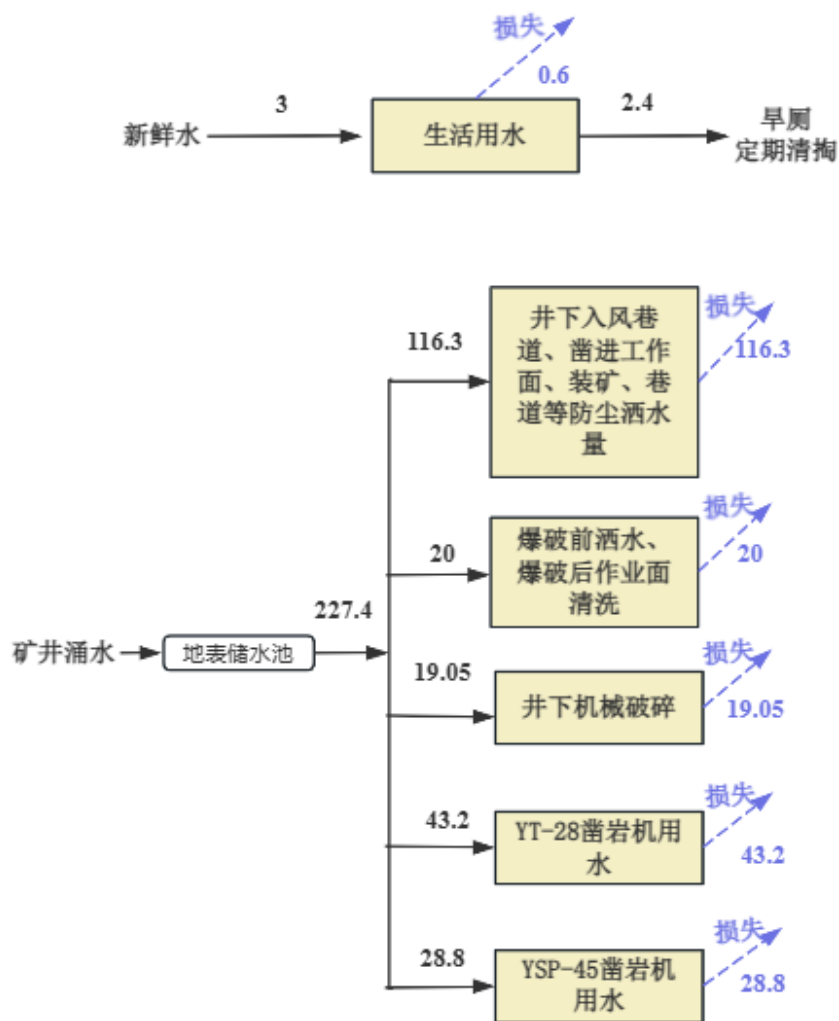 损失
0.6
3
2.4
新鲜水
生活用水
旱厕
定期清掏
损失
116.3
井下入风巷
道、凿进工作
面、装矿、巷
道等防尘洒水
量
116.3
损失
20
爆破前洒水、
爆破后作业面
清洗
20
227.4
矿井涌水
地表储水池
损失
19.05
井下机械破碎
19.05
损失
43.2
YT-28凿岩机用
水
43.2
损失
28.8
YSP-45凿岩机
用水
28.8